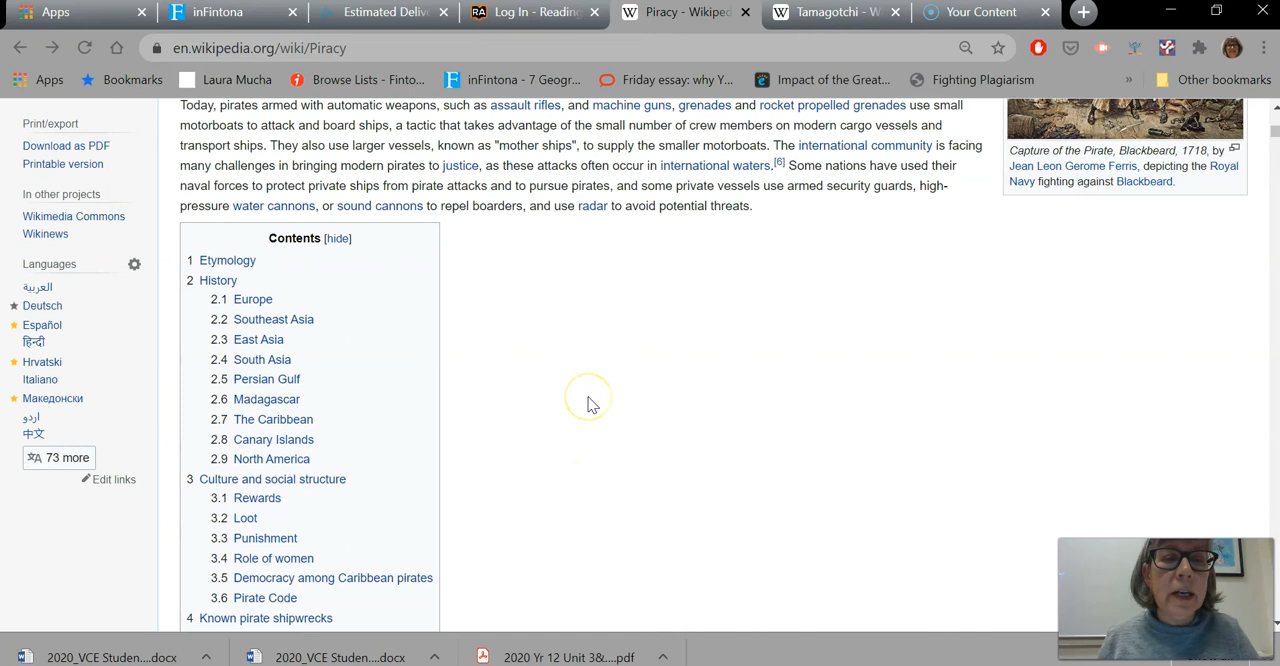 Apps
inFintona
Estimated Delive
Log In - Reading
Piracy - Wikiped
Tamagotchi - W
Your Content
en.wikipedia.org/wiki/Piracy
Apps
Bookmarks
Laura Mucha
Browse Lists - Finto...
inFintona - 7 Geogr...
Friday essay: why Y...
Impact of the Great...
Fighting Plagiarism
»
Other bookmarks
Print/export
Download as PDF
Printable version
In other projects
Wikimedia Commons
Wikinews
Languages
العربية
Deutsch
Español
हिन्दी
Hrvatski
Italiano
Македонски
اردو
中文
73 more
Edit links
Today, pirates armed with automatic weapons, such as assault rifles, and machine guns, grenades and rocket propelled grenades use small
motorboats to attack and board ships, a tactic that takes advantage of the small number of crew members on modern cargo vessels and
transport ships. They also use larger vessels, known as "mother ships", to supply the smaller motorboats. The international community is facing
many challenges in bringing modern pirates to justice, as these attacks often occur in international waters.[6] Some nations have used their
naval forces to protect private ships from pirate attacks and to pursue pirates, and some private vessels use armed security guards, high-
pressure water cannons, or sound cannons to repel boarders, and use radar to avoid potential threats.
Capture of the Pirate, Blackbeard, 1718, by
Jean Leon Gerome Ferris, depicting the Royal
Navy fighting against Blackbeard.
Contents [hide]
1 Etymology
2 History
2.1 Europe
2.2 Southeast Asia
2.3 East Asia
2.4 South Asia
2.5 Persian Gulf
2.6 Madagascar
2.7 The Caribbean
2.8 Canary Islands
2.9 North America
3 Culture and social structure
3.1 Rewards
3.2 Loot
3.3 Punishment
3.4 Role of women
3.5 Democracy among Caribbean pirates
3.6 Pirate Code
4 Known pirate shipwrecks
2020_VCE Studen....docx
2020_VCE Studen....docx
2020 Yr 12 Unit 3&....pdf